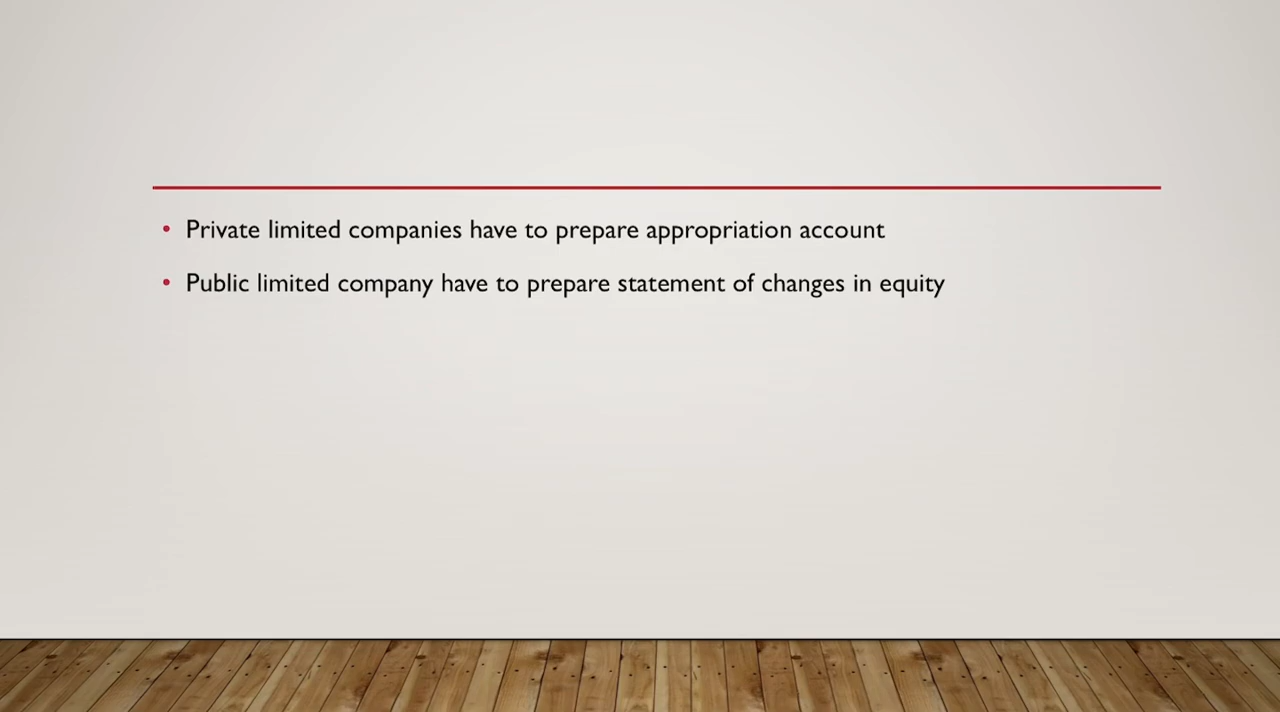 • Private limited companies have to prepare appropriation account
• Public limited company have to prepare statement of changes in equity